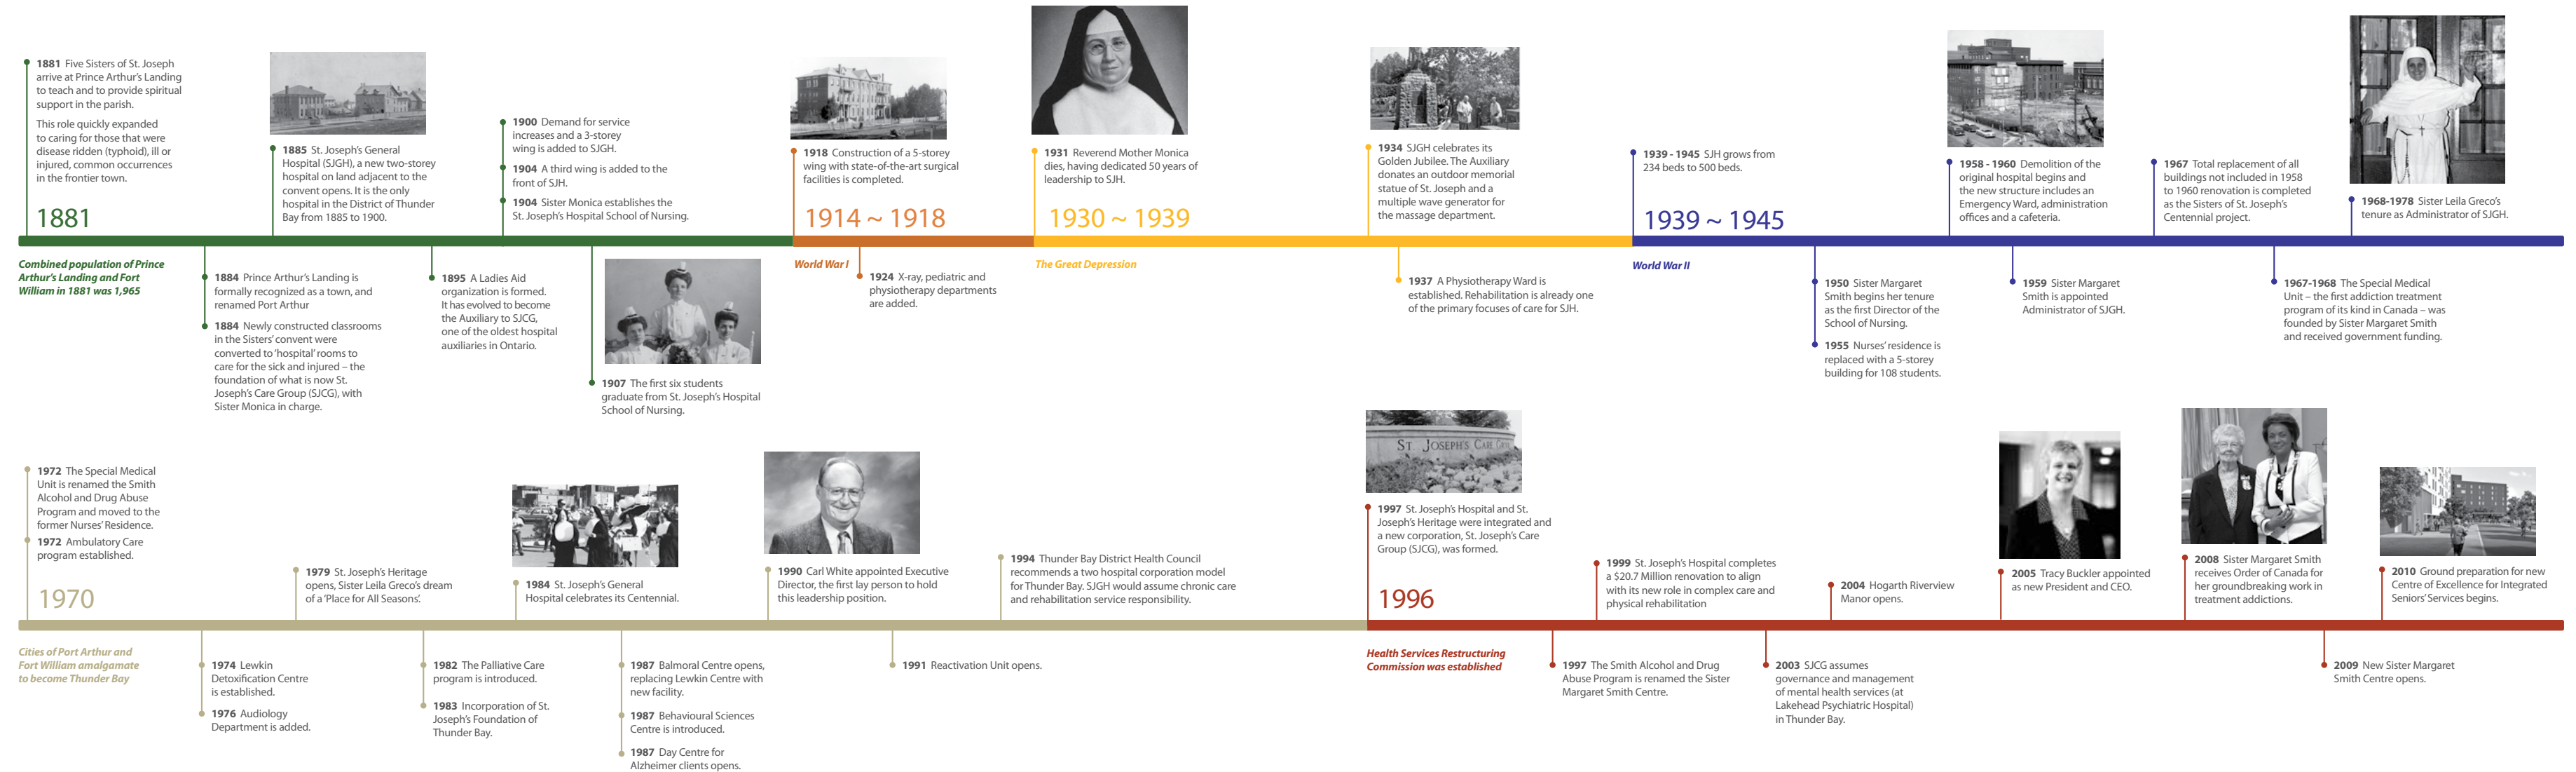 1881 Five Sisters of St. Joseph
arrive at Prince Arthur's Landing
to teach and to provide spiritual
support in the parish.
This role quickly expanded
to caring for those that were
disease ridden (typhoid), ill or
injured, common occurrences
in the frontier town.
1881
Combined population of Prince
Arthur's Landing and Fort
William in 1881 was 1,965
1884 Prince Arthur's Landing is
formally recognized as a town, and
renamed Port Arthur
1884 Newly constructed classrooms
in the Sisters' convent were
converted to 'hospital' rooms to
care for the sick and injured – the
foundation of what is now St.
Joseph's Care Group (SJCG), with
Sister Monica in charge.
1885 St. Joseph's General
Hospital (SJGH), a new two-storey
hospital on land adjacent to the
convent opens. It is the only
hospital in the District of Thunder
Bay from 1885 to 1900.
1895 A Ladies Aid
organization is formed.
It has evolved to become
the Auxiliary to SJCG,
one of the oldest hospital
auxiliaries in Ontario.
1900 Demand for service
increases and a 3-storey
wing is added to SJGH.
1904 A third wing is added to the
front of SJH.
1904 Sister Monica establishes the
St. Joseph's Hospital School of Nursing.
1907 The first six students
graduate from St. Joseph's Hospital
School of Nursing.
1918 Construction of a 5-storey
wing with state-of-the-art surgical
facilities is completed.
1914 ~ 1918
World War I
1924 X-ray, pediatric and
physiotherapy departments
are added.
1931 Reverend Mother Monica
dies, having dedicated 50 years of
leadership to SJH.
1930 ~ 1939
The Great Depression
1934 SJGH celebrates its
Golden Jubilee. The Auxiliary
donates an outdoor memorial
statue of St. Joseph and a
multiple wave generator for
the massage department.
1937 A Physiotherapy Ward is
established. Rehabilitation is already one
of the primary focuses of care for SJH.
1939 - 1945 SJH grows from
234 beds to 500 beds.
1939 ~ 1945
World War II
1950 Sister Margaret
Smith begins her tenure
as the first Director of the
School of Nursing.
1955 Nurses' residence is
replaced with a 5-storey
building for 108 students.
1958 - 1960 Demolition of the
original hospital begins and
the new structure includes an
Emergency Ward, administration
offices and a cafeteria.
1959 Sister Margaret
Smith is appointed
Administrator of SJGH.
1967 Total replacement of all
buildings not included in 1958
to 1960 renovation is completed
as the Sisters of St. Joseph's
Centennial project.
1967-1968 The Special Medical
Unit – the first addiction treatment
program of its kind in Canada – was
founded by Sister Margaret Smith
and received government funding.
1968-1978 Sister Leila Greco's
tenure as Administrator of SJGH.
1972 The Special Medical
Unit is renamed the Smith
Alcohol and Drug Abuse
Program and moved to the
former Nurses' Residence.
1972 Ambulatory Care
program established.
1970
Cities of Port Arthur and
Fort William amalgamate
to become Thunder Bay
1974 Lewkin
Detoxification Centre
is established.
1976 Audiology
Department is added.
1979 St. Joseph's Heritage
opens, Sister Leila Greco's dream
of a 'Place for All Seasons'.
1982 The Palliative Care
program is introduced.
1983 Incorporation of St.
Joseph's Foundation of
Thunder Bay.
1984 St. Joseph's General
Hospital celebrates its Centennial.
1987 Balmoral Centre opens,
replacing Lewkin Centre with
new facility.
1987 Behavioural Sciences
Centre is introduced.
1987 Day Centre for
Alzheimer clients opens.
1990 Carl White appointed Executive
Director, the first lay person to hold
this leadership position.
1991 Reactivation Unit opens.
1994 Thunder Bay District Health Council
recommends a two hospital corporation model
for Thunder Bay. SJGH would assume chronic care
and rehabilitation service responsibility.
ST. JOSEPH'S CARE GROUP
1997 St. Joseph's Hospital and St.
Joseph's Heritage were integrated and
a new corporation, St. Joseph's Care
Group (SJCG), was formed.
1996
Health Services Restructuring
Commission was established
1997 The Smith Alcohol and Drug
Abuse Program is renamed the Sister
Margaret Smith Centre.
1999 St. Joseph's Hospital completes
a $20.7 Million renovation to align
with its new role in complex care and
physical rehabilitation
2003 SJCG assumes
governance and management
of mental health services (at
Lakehead Psychiatric Hospital)
in Thunder Bay.
2004 Hogarth Riverview
Manor opens.
2005 Tracy Buckler appointed
as new President and CEO.
2008 Sister Margaret Smith
receives Order of Canada for
her groundbreaking work in
treatment addictions.
2009 New Sister Margaret
Smith Centre opens.
2010 Ground preparation for new
Centre of Excellence for Integrated
Seniors' Services begins.